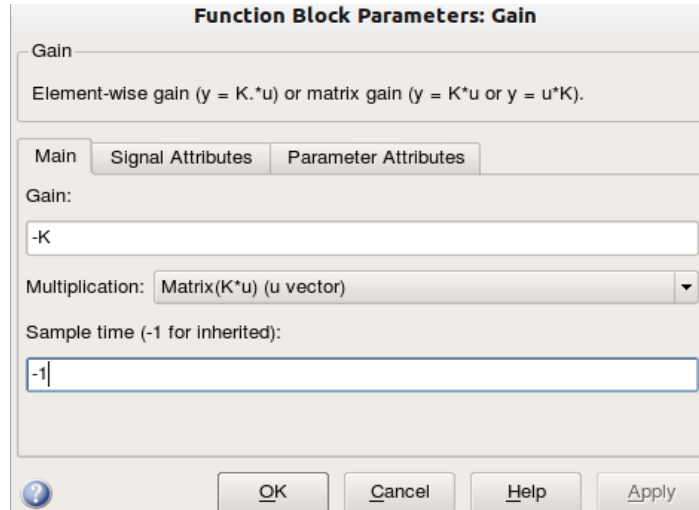 Function Block Parameters: Gain
Gain
Element-wise gain (y = K.*u) or matrix gain (y = K*u or y = u*K).
Main Signal Attributes Parameter Attributes
Gain:
-K
Multiplication: Matrix(K*u) (u vector)
Sample time (-1 for inherited):
-1
? OK Cancel Help Apply